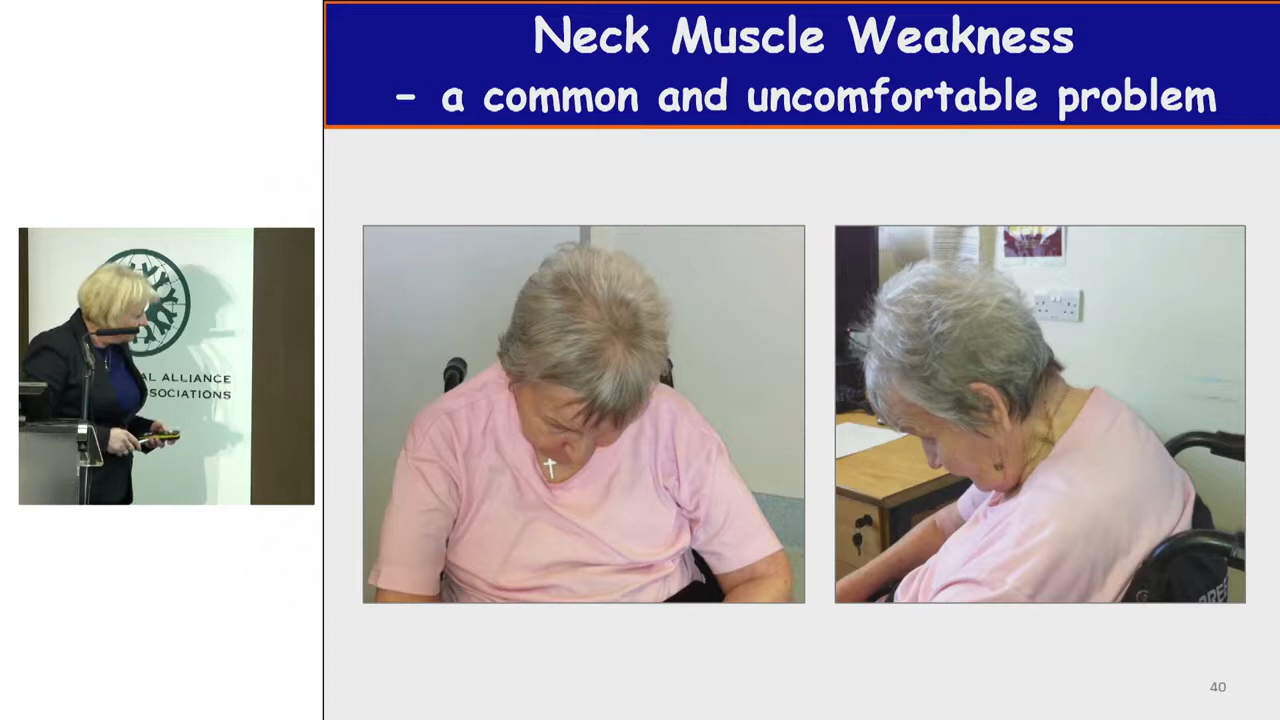 Neck Muscle Weakness
- a common and uncomfortable problem
AL ALLIANCE
SOCIATIONS
40